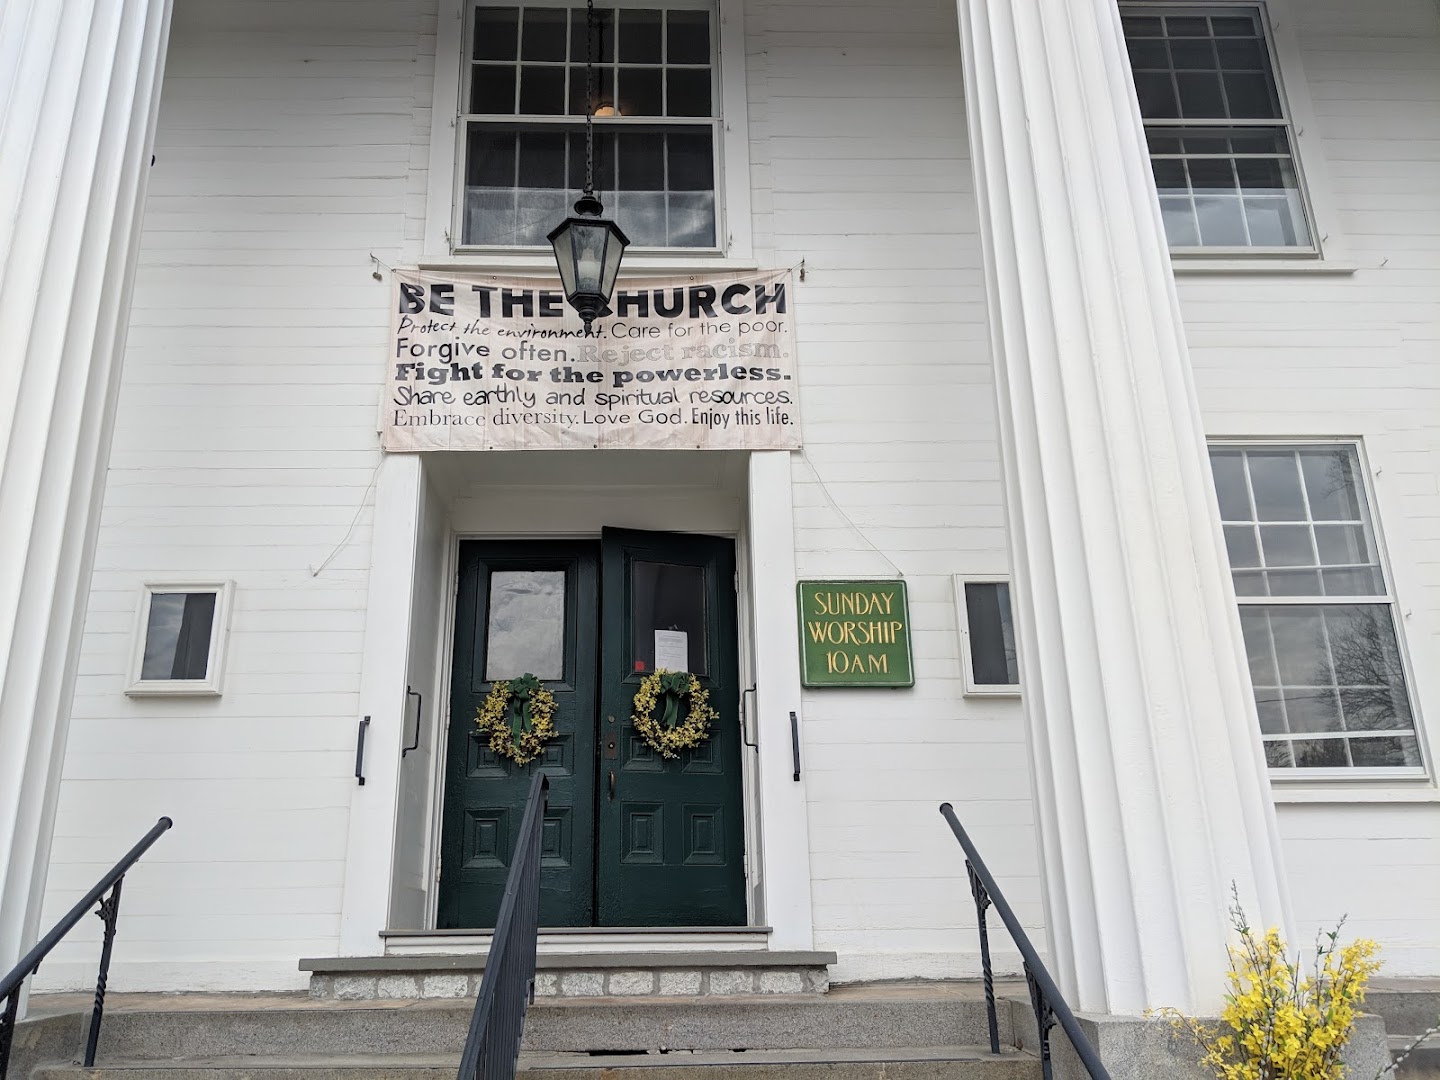 BE THE CHURCH
Protect the environment. Care for the poor.
Forgive often. Reject racism.
Fight for the powerless.
Share earthly and spiritual resources.
Embrace diversity. Love God. Enjoy this life.
SUNDAY
WORSHIP
10AM